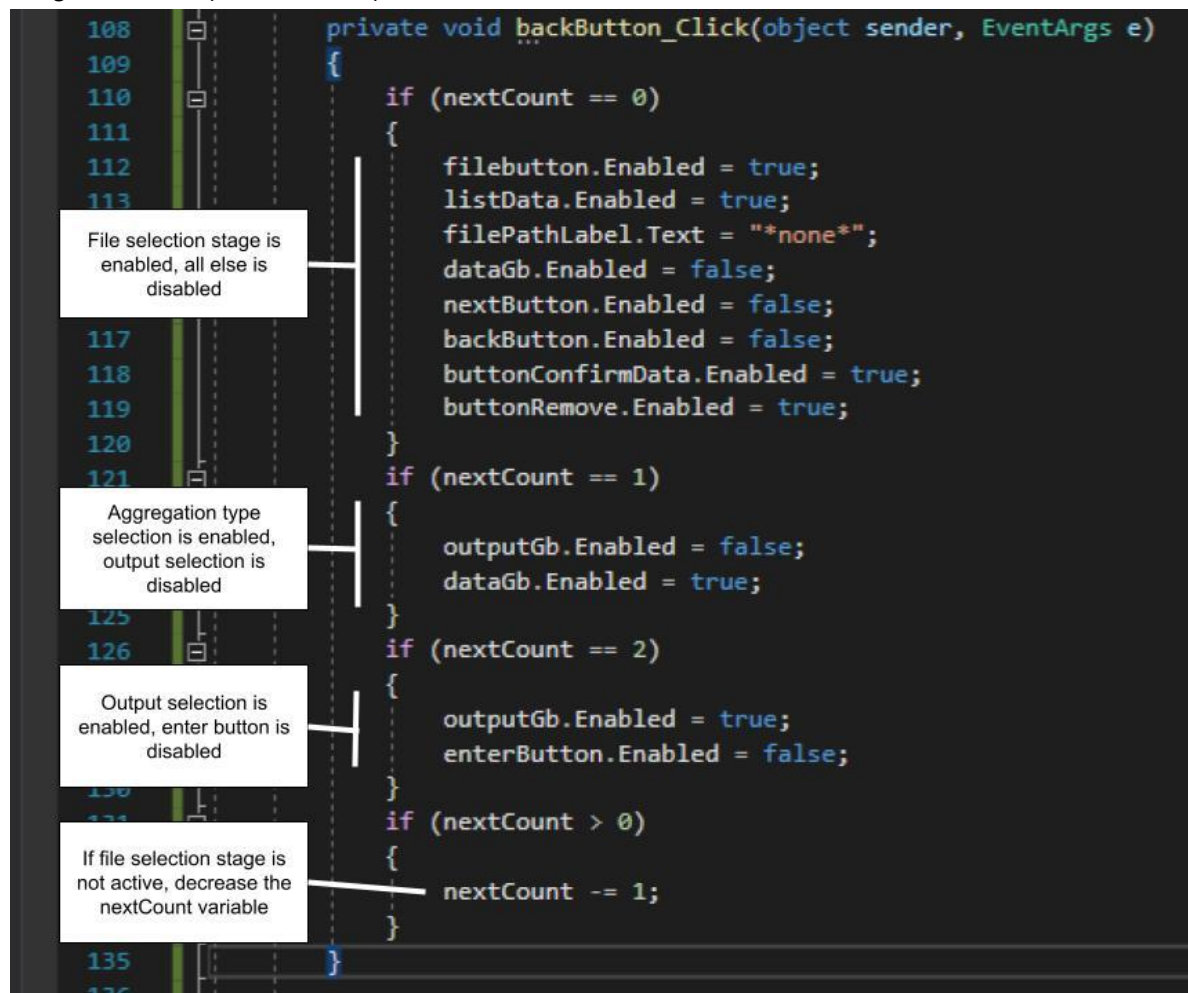 108 private void backButton_Click(object sender, EventArgs e)
109 {
110 if (nextCount == 0)
111 {
112 filebutton.Enabled = true;
113 listData.Enabled = true;
filePathLabel.Text = "*none*";
dataGb.Enabled = false;
nextButton.Enabled = false;
117 backButton.Enabled = false;
118 buttonConfirmData.Enabled = true;
119 buttonRemove.Enabled = true;
120 }
File selection stage is
enabled, all else is
disabled
121 if (nextCount == 1)
{
outputGb.Enabled = false;
dataGb.Enabled = true;
125 }
Aggregation type
selection is enabled,
output selection is
disabled
126 if (nextCount == 2)
{
outputGb.Enabled = true;
enterButton.Enabled = false;
130 }
Output selection is
enabled, enter button is
disabled
131 if (nextCount > 0)
{
nextCount -= 1;
}
If file selection stage is
not active, decrease the
nextCount variable
135 }